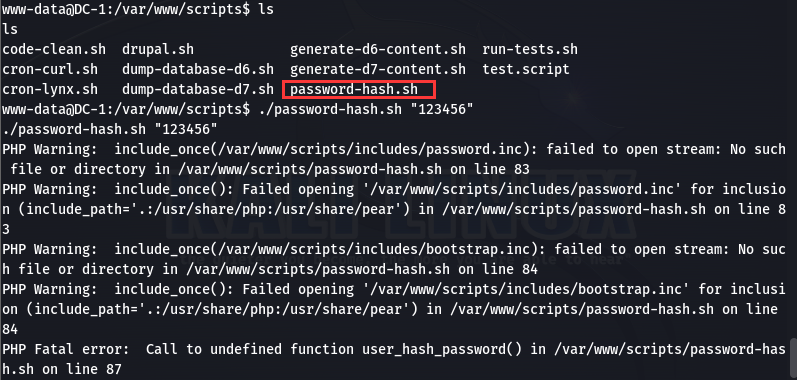 www-data@DC-1:/var/www/scripts$ ls
ls
code-clean.sh  drupal.sh            generate-d6-content.sh  run-tests.sh
cron-curl.sh   dump-database-d6.sh  generate-d7-content.sh  test.script
cron-lynx.sh   dump-database-d7.sh  password-hash.sh
www-data@DC-1:/var/www/scripts$ ./password-hash.sh "123456"
./password-hash.sh "123456"
PHP Warning:  include_once(/var/www/scripts/includes/password.inc): failed to open stream: No such
 file or directory in /var/www/scripts/password-hash.sh on line 83
PHP Warning:  include_once(): Failed opening '/var/www/scripts/includes/password.inc' for inclusio
n (include_path='.:/usr/share/php:/usr/share/pear') in /var/www/scripts/password-hash.sh on line 8
3
PHP Warning:  include_once(/var/www/scripts/includes/bootstrap.inc): failed to open stream: No suc
h file or directory in /var/www/scripts/password-hash.sh on line 84
PHP Warning:  include_once(): Failed opening '/var/www/scripts/includes/bootstrap.inc' for inclusi
on (include_path='.:/usr/share/php:/usr/share/pear') in /var/www/scripts/password-hash.sh on line
84
PHP Fatal error:  Call to undefined function user_hash_password() in /var/www/scripts/password-has
h.sh on line 87
KALI LINUX